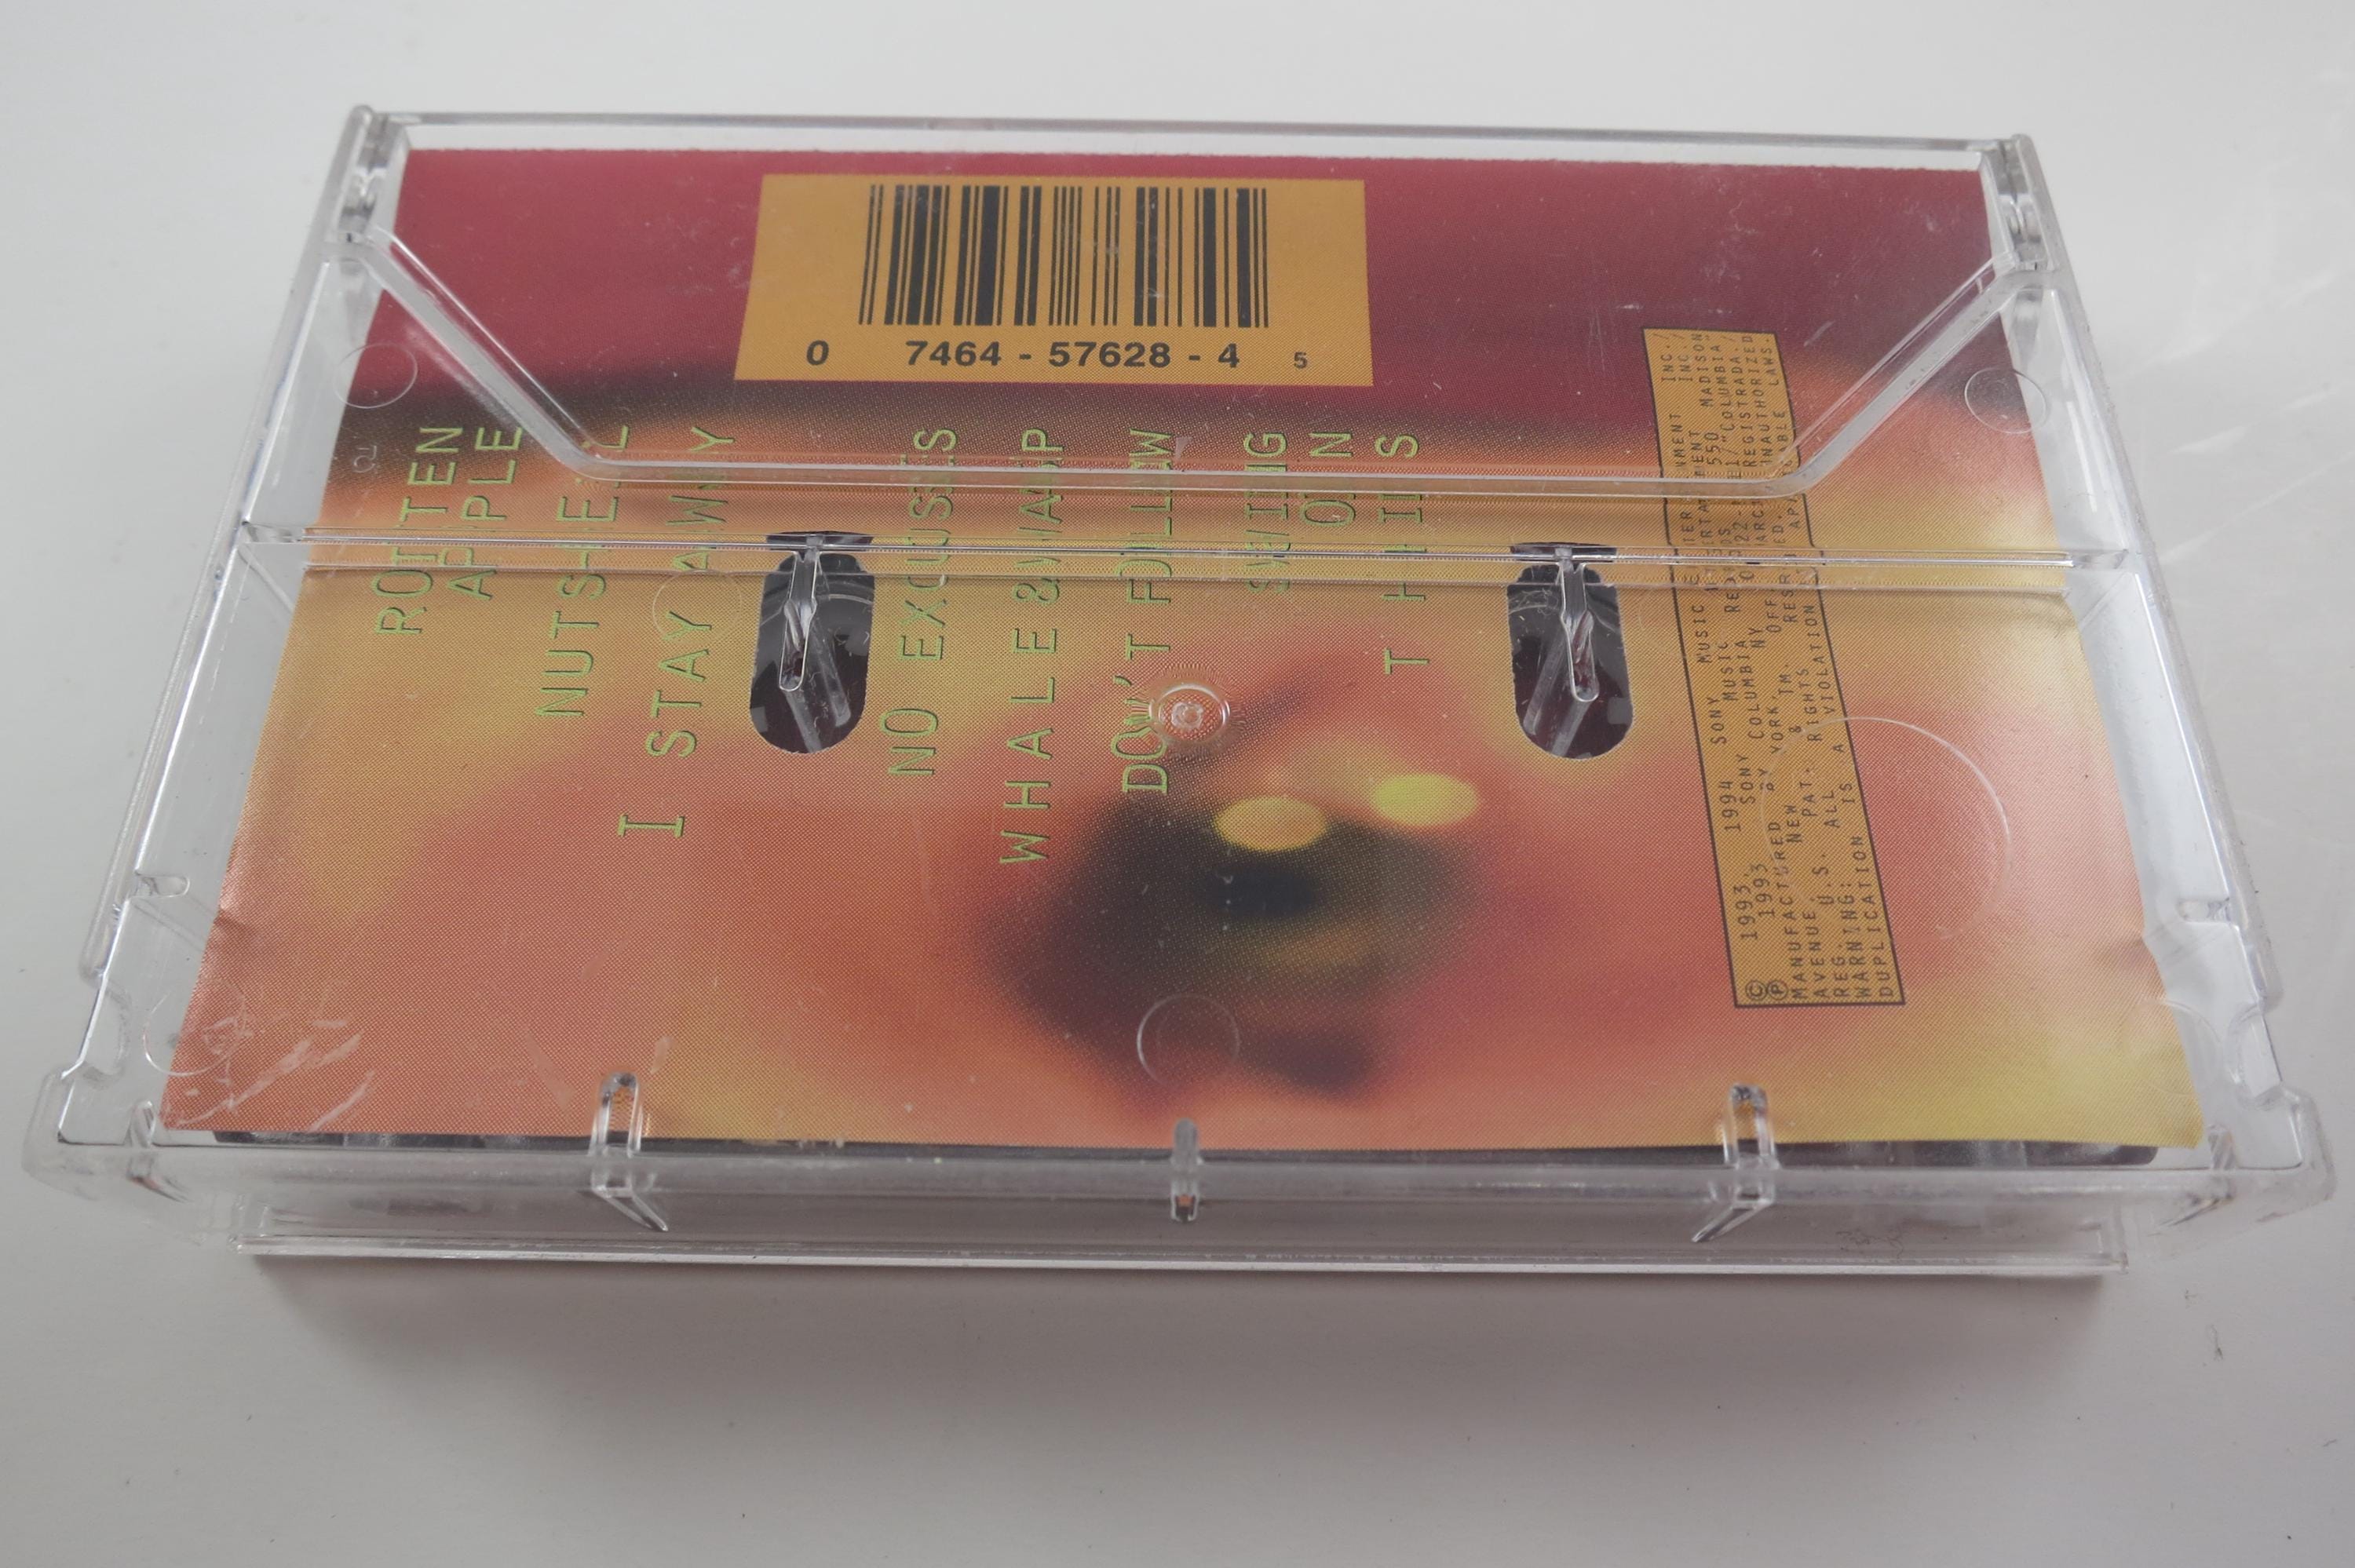 0 7464 - 57628 - 4 5
ROTTEN
APPLE
NUTSHELL
I STAY AWAY
NO EXCUSES
WHALE & WASP
DON'T FOLLOW
SWING
ON
THIS
© 1993, 1994 SONY MUSIC ENTERTAINMENT INC./
℗ 1993 SONY MUSIC ENTERTAINMENT INC./
MANUFACTURED BY COLUMBIA RECORDS 550 MADISON
AVENUE, NEW YORK, NY "COLUMBIA"
REG. U.S. PAT. & TM. OFF. MARCA REGISTRADA./
WARNING: ALL RIGHTS RESERVED. UNAUTHORIZED
DUPLICATION IS A VIOLATION APPLICABLE LAWS.